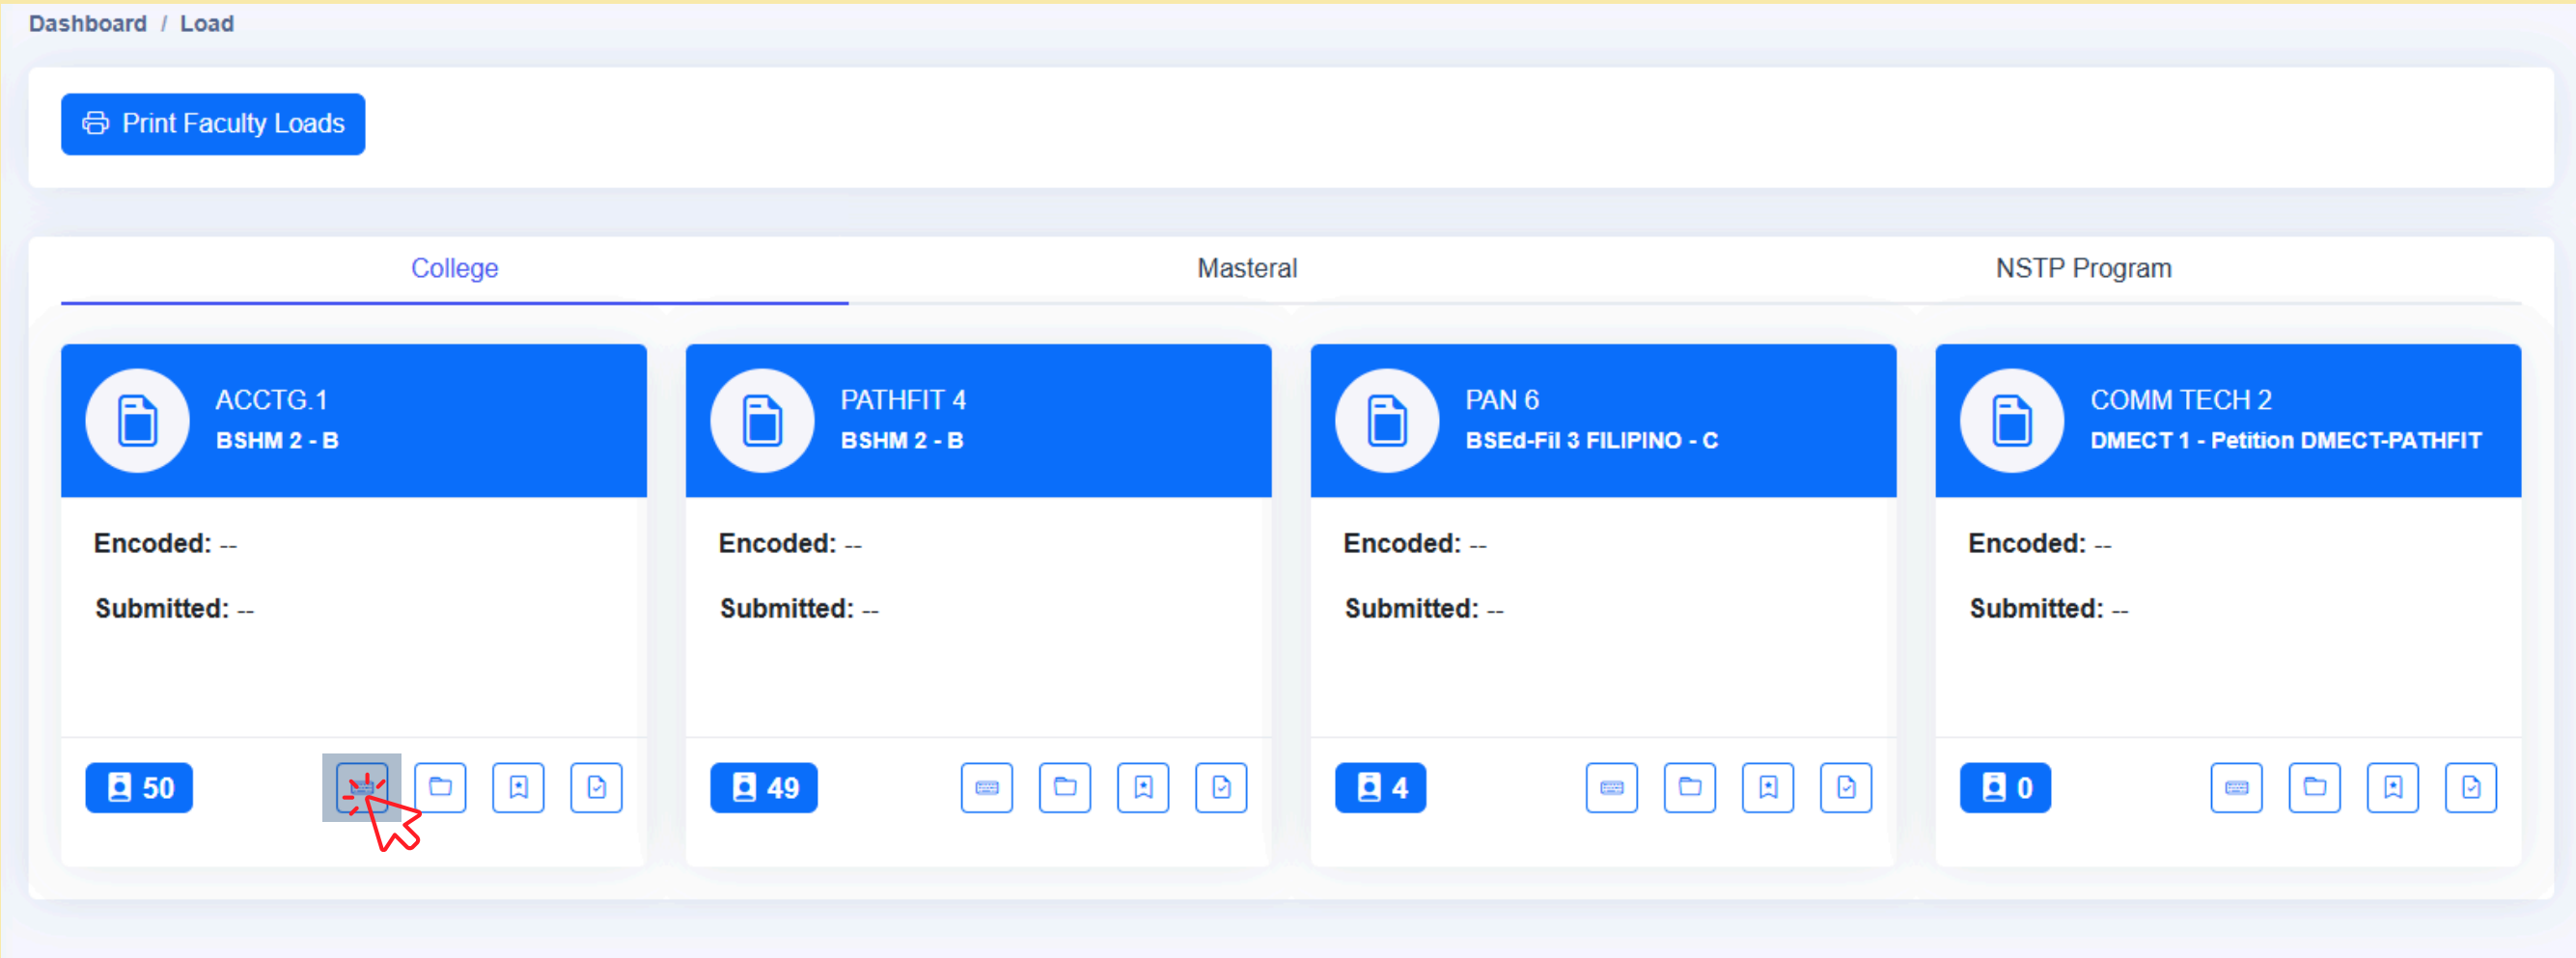 Dashboard / Load
Print Faculty Loads
College
Masteral
NSTP Program
ACCTG.1
BSHM 2 - B
Encoded: --
Submitted: --
50
PATHFIT 4
BSHM 2 - B
Encoded: --
Submitted: --
49
PAN 6
BSEd-Fil 3 FILIPINO - C
Encoded: --
Submitted: --
4
COMM TECH 2
DMECT 1 - Petition DMECT-PATHFIT
Encoded: --
Submitted: --
0